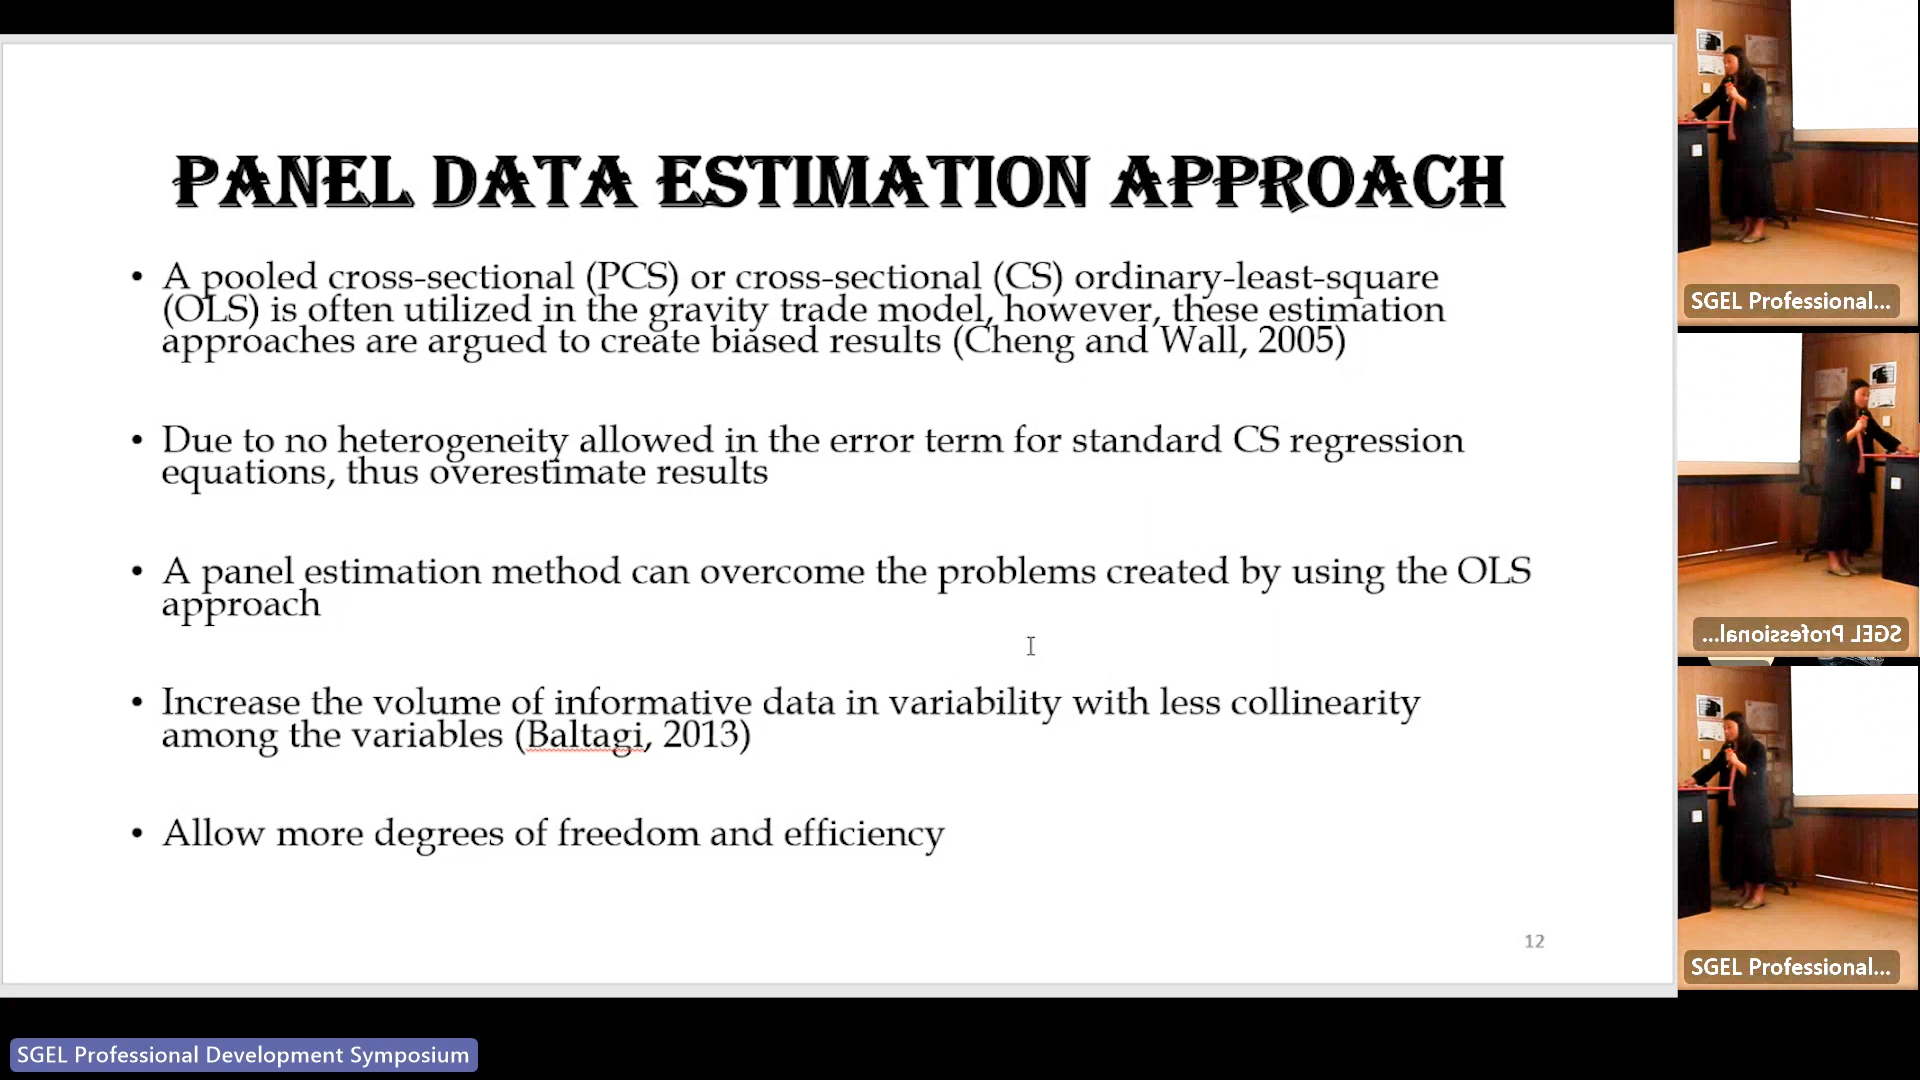 PANEL DATA ESTIMATION APPROACH
• A pooled cross-sectional (PCS) or cross-sectional (CS) ordinary-least-square
(OLS) is often utilized in the gravity trade model, however, these estimation
approaches are argued to create biased results (Cheng and Wall, 2005)
• Due to no heterogeneity allowed in the error term for standard CS regression
equations, thus overestimate results
• A panel estimation method can overcome the problems created by using the OLS
approach
• Increase the volume of informative data in variability with less collinearity
among the variables (Baltagi, 2013)
• Allow more degrees of freedom and efficiency
12
SGEL Professional...
SGEL Professional...
SGEL Professional...
SGEL Professional Development Symposium